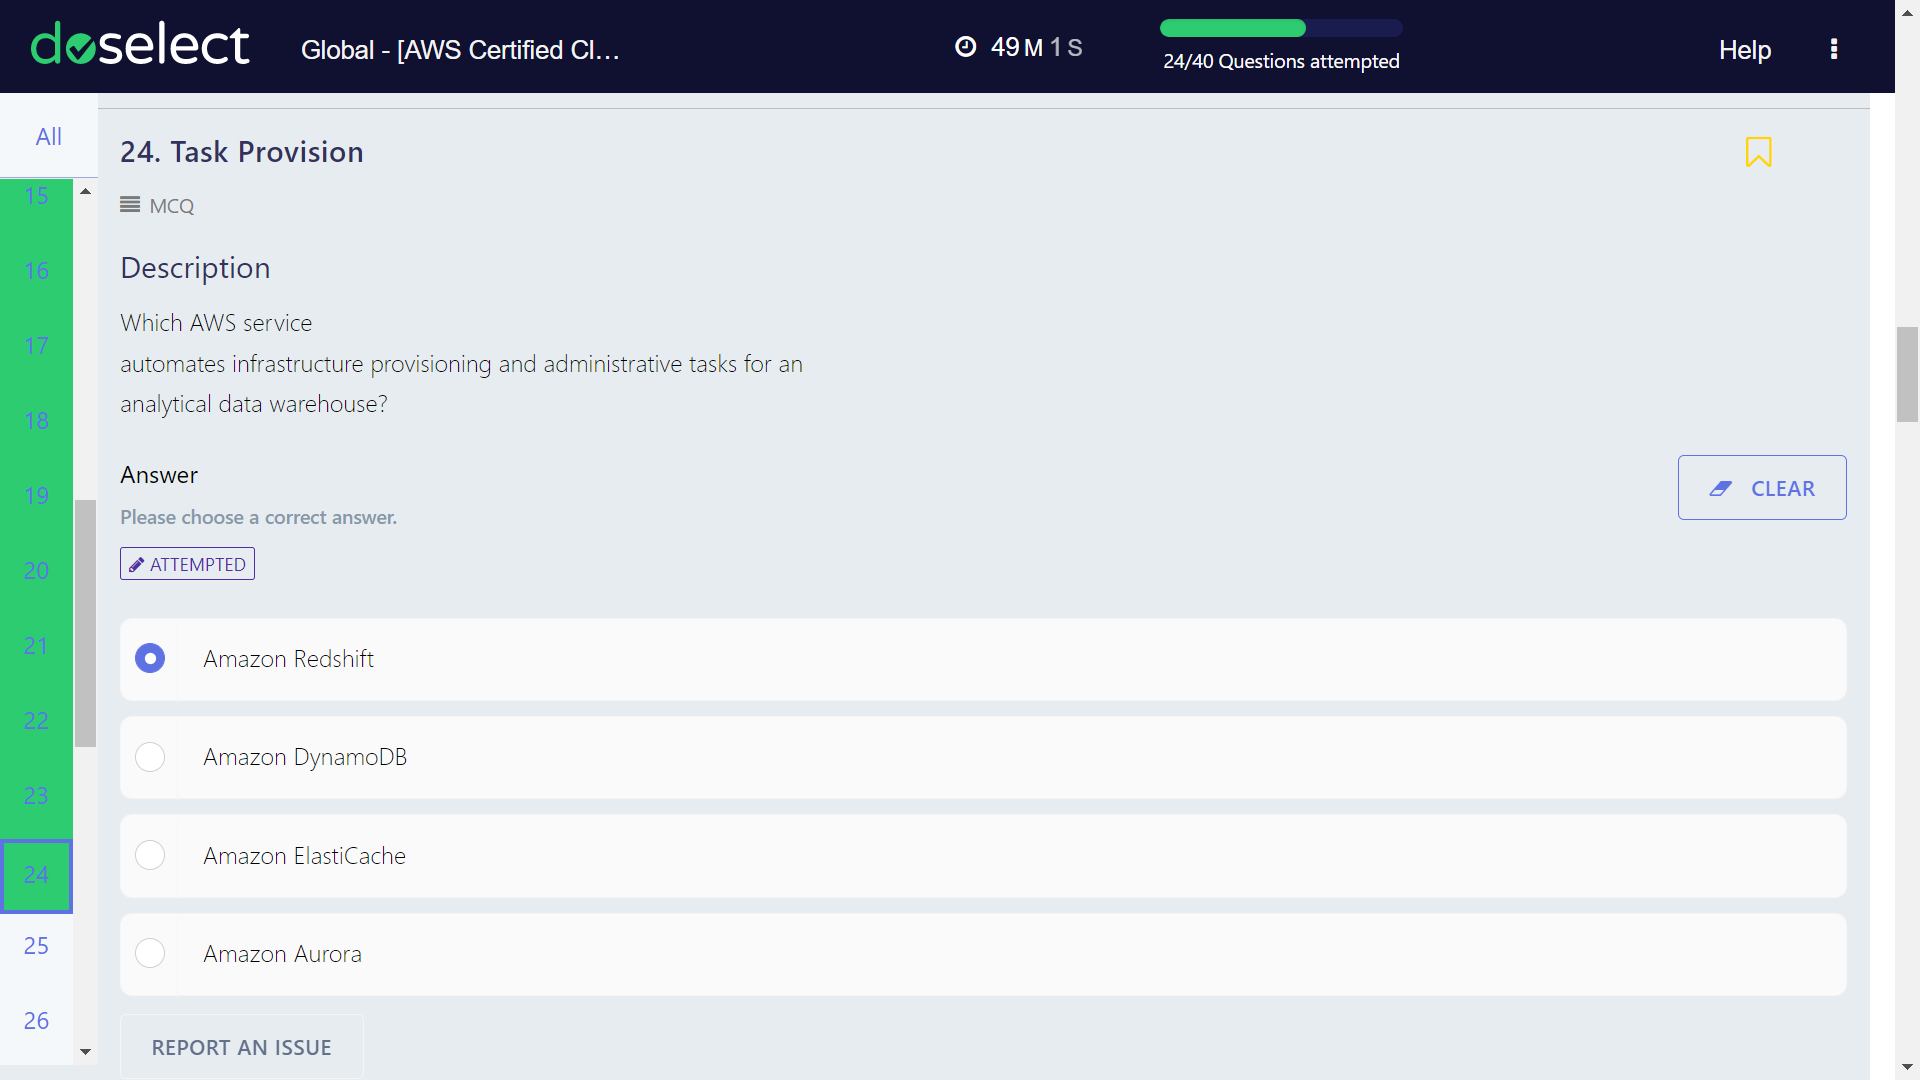 doselect
Global - [AWS Certified Cl...
49 M 1 S
24/40 Questions attempted
Help
All
15
16
17
18
19
20
21
22
23
24
25
26
24. Task Provision
MCQ
Description
Which AWS service
automates infrastructure provisioning and administrative tasks for an
analytical data warehouse?
Answer
Please choose a correct answer.
CLEAR
ATTEMPTED
Amazon Redshift
Amazon DynamoDB
Amazon ElastiCache
Amazon Aurora
REPORT AN ISSUE